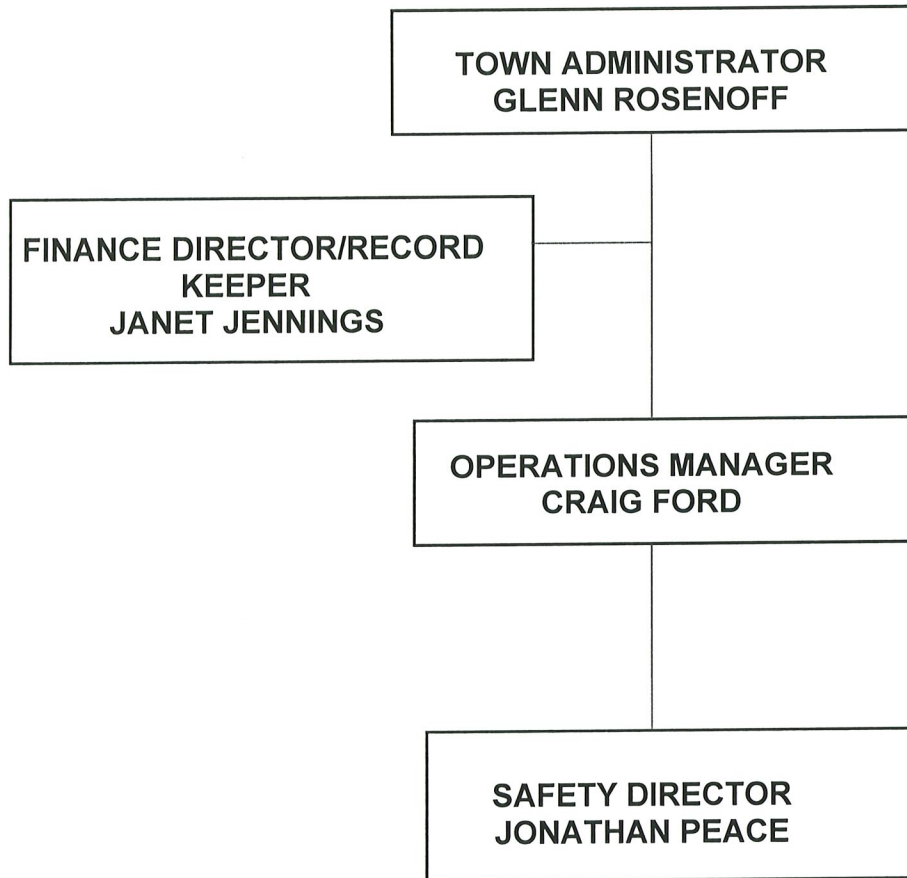 TOWN ADMINISTRATOR
GLENN ROSENOFF
FINANCE DIRECTOR/RECORD
KEEPER
JANET JENNINGS
OPERATIONS MANAGER
CRAIG FORD
SAFETY DIRECTOR
JONATHAN PEACE